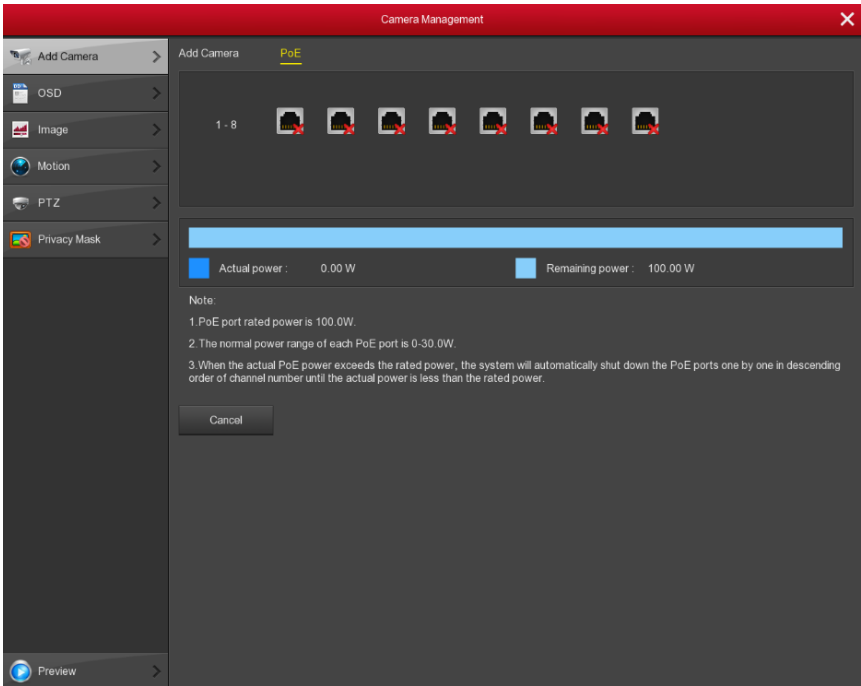 Camera Management
Add Camera
OSD
Image
Motion
PTZ
Privacy Mask
Preview
Add Camera PoE
1 - 8
Actual power : 0.00 W Remaining power : 100.00 W
Note:
1.PoE port rated power is 100.0W.
2.The normal power range of each PoE port is 0-30.0W.
3.When the actual PoE power exceeds the rated power, the system will automatically shut down the PoE ports one by one in descending
order of channel number until the actual power is less than the rated power.
Cancel